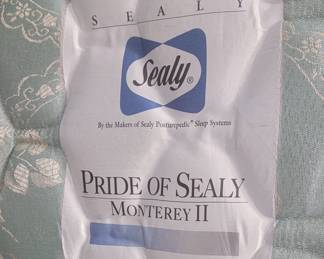 SEALY
Sealy®
By the Makers of Sealy Posturepedic® Sleep Systems
PRIDE OF SEALY
MONTEREY II